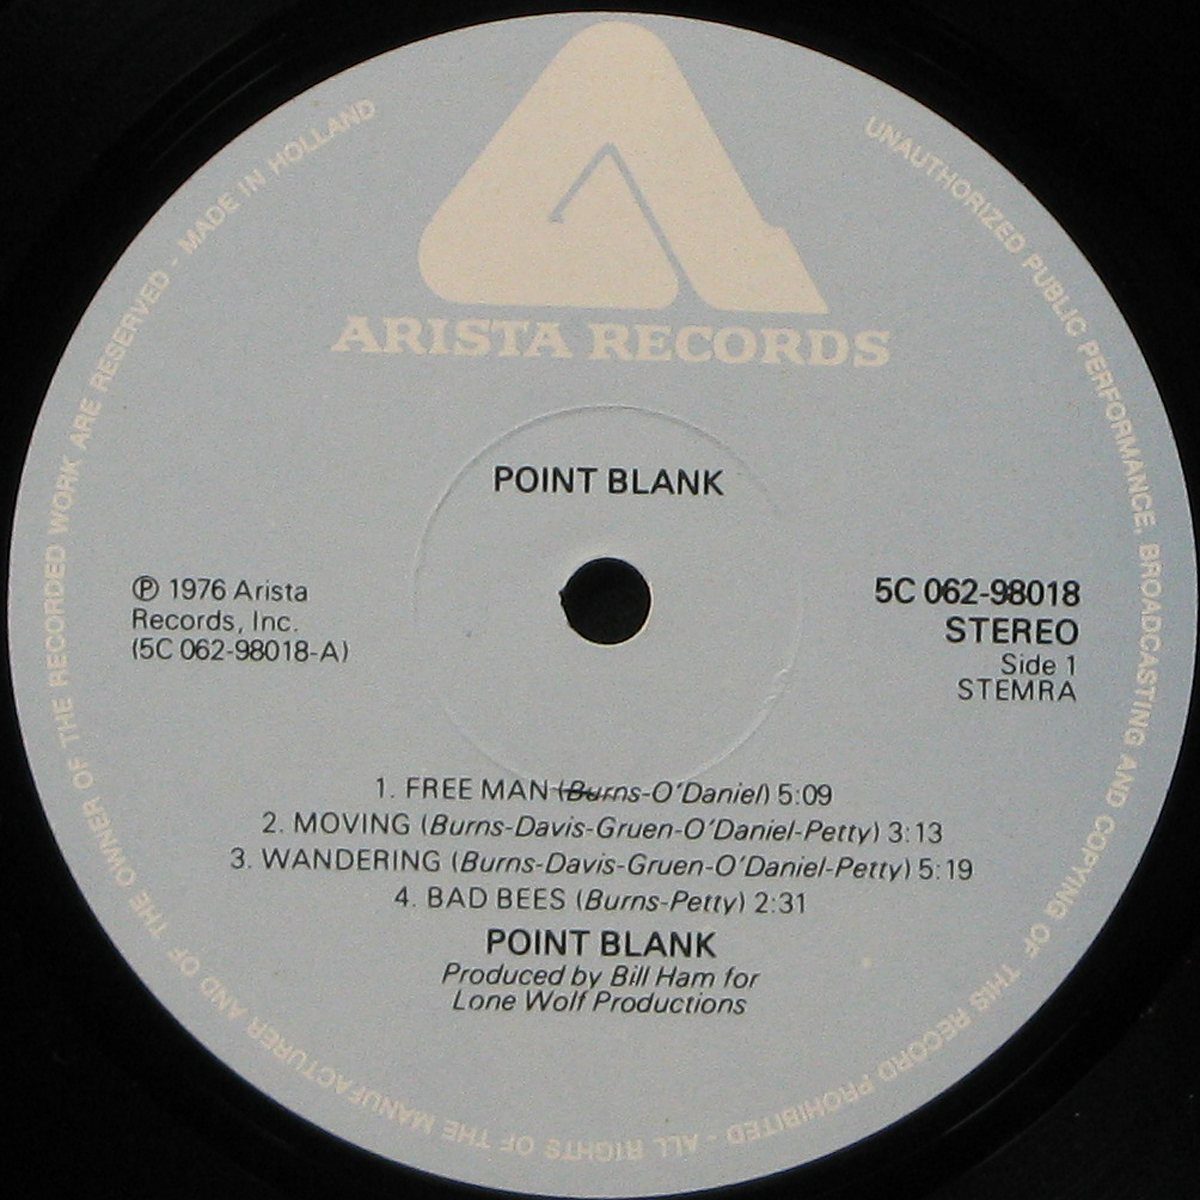 ARISTA RECORDS
POINT BLANK
℗ 1976 Arista
Records, Inc.
(5C 062-98018-A)
5C 062-98018
STEREO
Side 1
STEMRA
1. FREE MAN (Burns-O'Daniel) 5:09
2. MOVING (Burns-Davis-Gruen-O'Daniel-Petty) 3:13
3. WANDERING (Burns-Davis-Gruen-O'Daniel-Petty) 5:19
4. BAD BEES (Burns-Petty) 2:31
POINT BLANK
Produced by Bill Ham for
Lone Wolf Productions
UNAUTHORIZED PUBLIC PERFORMANCE, BROADCASTING AND COPYING OF THIS RECORD PROHIBITED - ALL RIGHTS OF THE MANUFACTURER AND OF THE OWNER OF THE RECORDED WORK ARE RESERVED - MADE IN HOLLAND